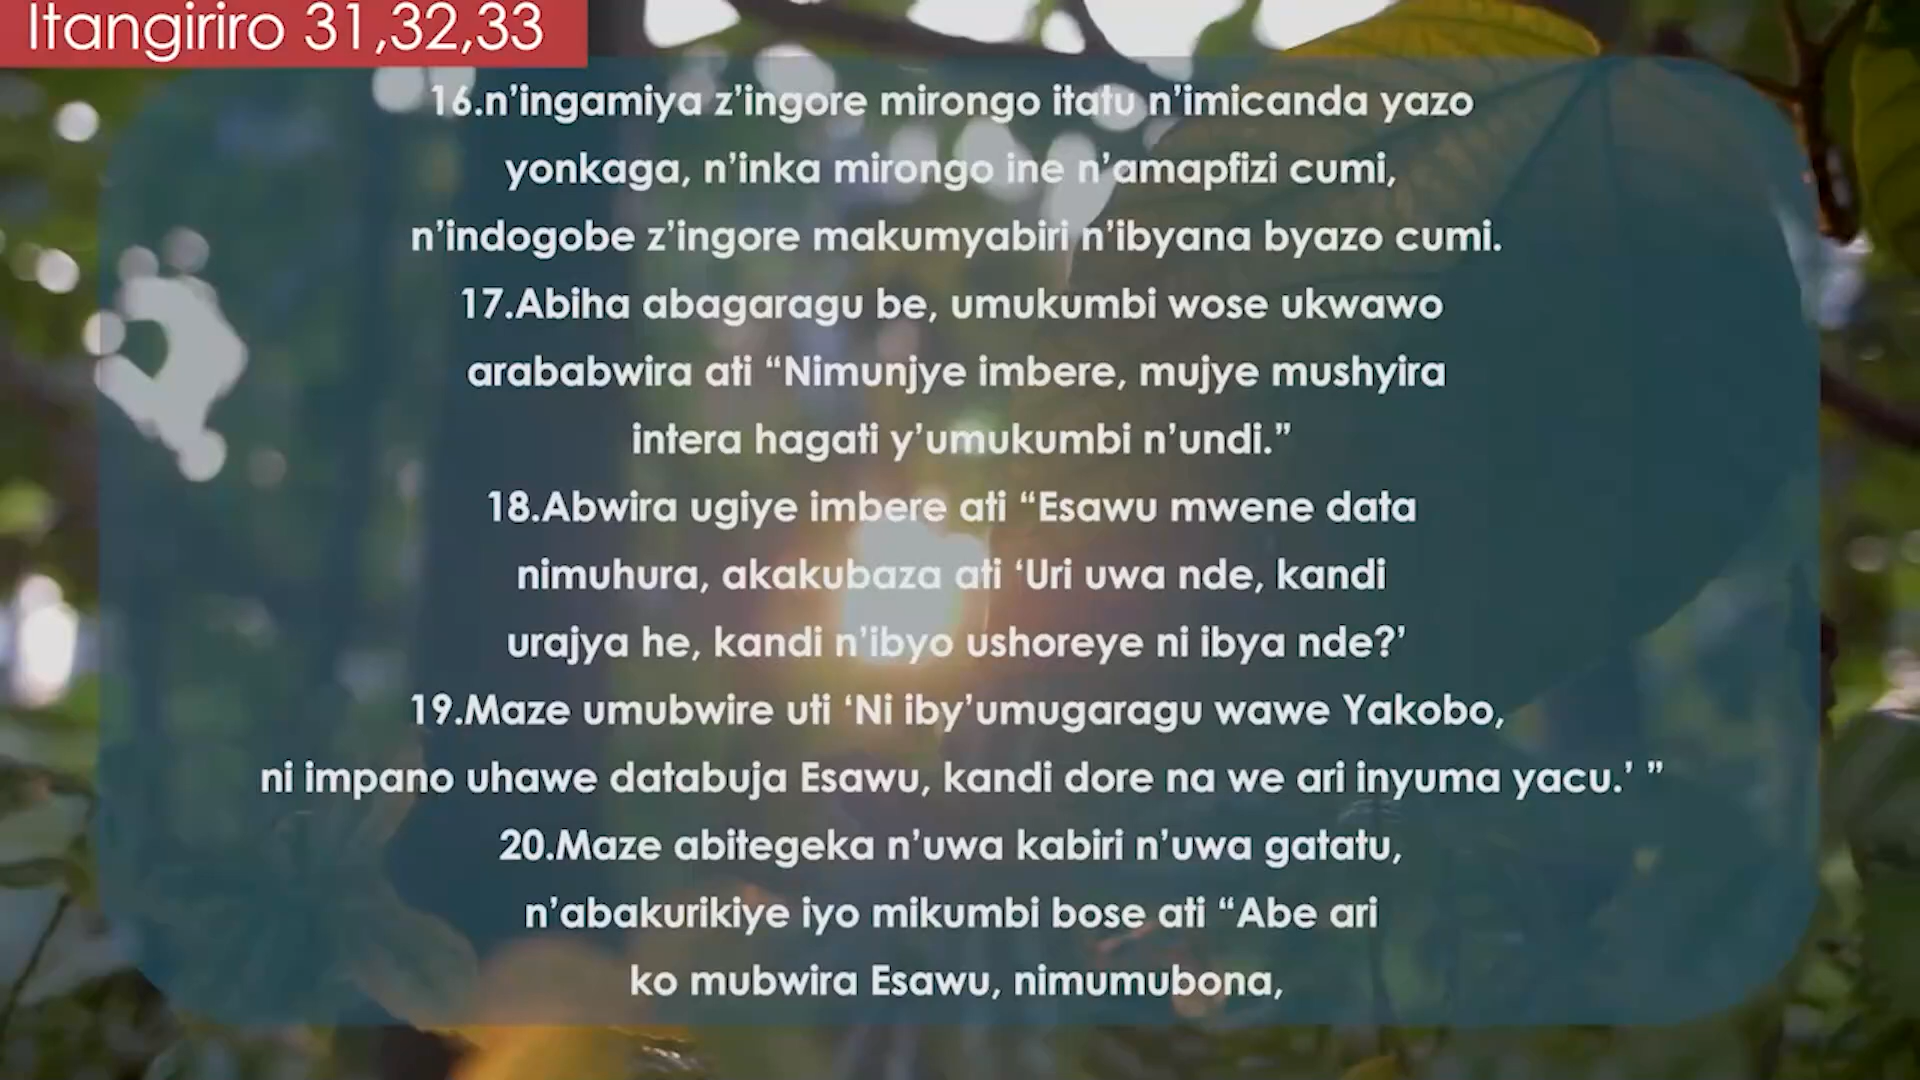 Itangiriro 31,32,33
16.n’ingamiya z’ingore mirongo itatu n’imicanda yazo
yonkaga, n’inka mirongo ine n’amapfizi cumi,
n’indogobe z’ingore makumyabiri n’ibyana byazo cumi.
17.Abiha abagaragu be, umukumbi wose ukwawo
arababwira ati “Nimunjye imbere, mujye mushyira
intera hagati y’umukumbi n’undi.”
18.Abwira ugiye imbere ati “Esawu mwene data
nimuhura, akakubaza ati ‘Uri uwa nde, kandi
urajya he, kandi n’ibyo ushoreye ni ibya nde?’
19.Maze umubwire uti ‘Ni iby’umugaragu wawe Yakobo,
ni impano uhawe databuja Esawu, kandi dore na we ari inyuma yacu.’ ”
20.Maze abitegeka n’uwa kabiri n’uwa gatatu,
n’abakurikiye iyo mikumbi bose ati “Abe ari
ko mubwira Esawu, nimumubona,